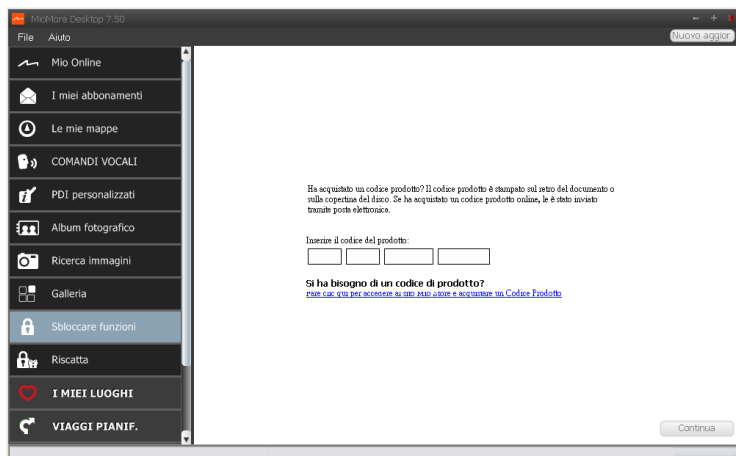 MioMore Desktop 7.50
File Aiuto
Nuovo aggior
Mio Online
I miei abbonamenti
Le mie mappe
COMANDI VOCALI
PDI personalizzati
Album fotografico
Ricerca immagini
Galleria
Sbloccare funzioni
Riscatta
I MIEI LUOGHI
VIAGGI PIANIF.
Ha acquistato un codice prodotto? Il codice prodotto è stampato sul retro del documento o
sulla copertina del disco. Se ha acquistato un codice prodotto online, le è stato inviato
tramite posta elettronica.
Inserire il codice del prodotto:
Si ha bisogno di un codice di prodotto?
Fare clic qui per accedere al sito Mio Store e acquistare un Codice Prodotto
Continua